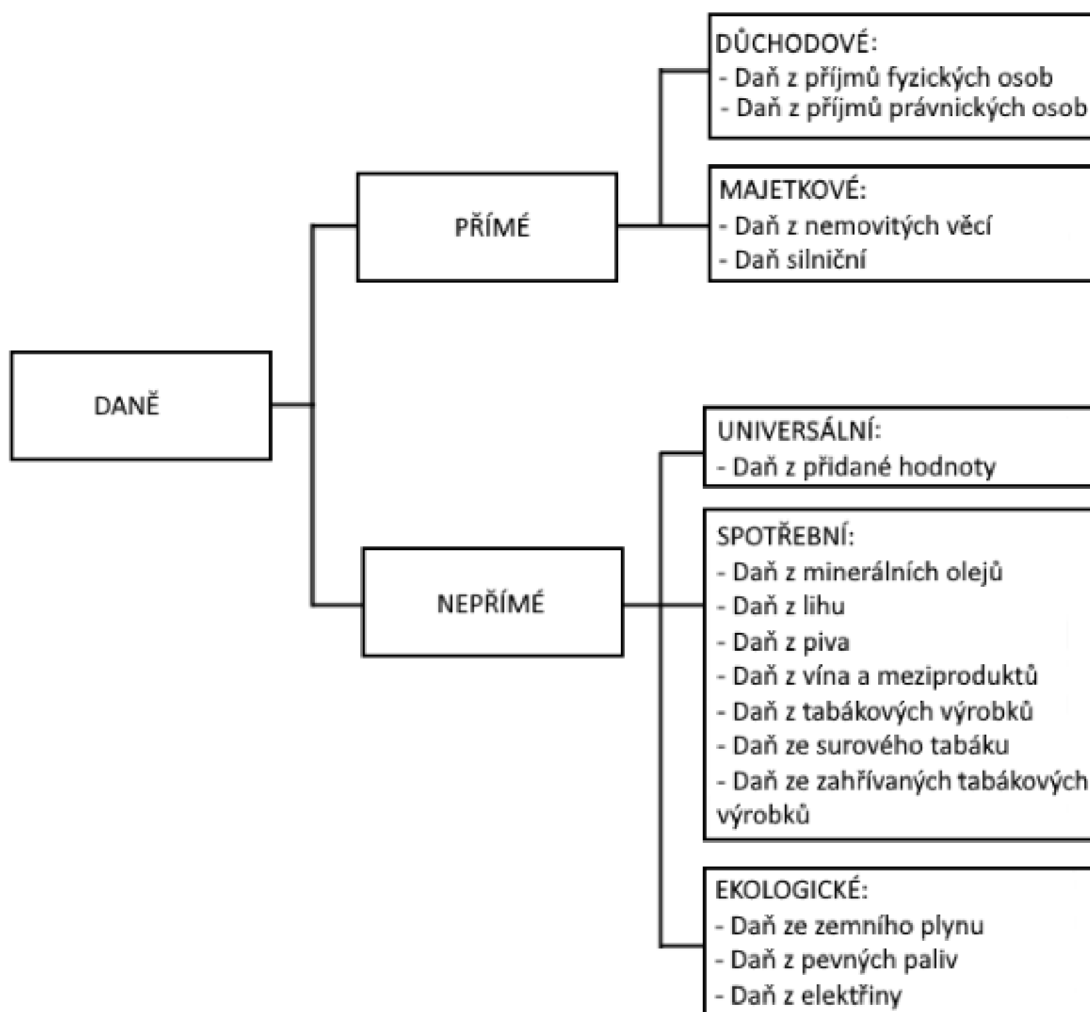 DŮCHODOVÉ:
- Daň z příjmů fyzických osob
- Daň z příjmů právnických osob
MAJETKOVÉ:
- Daň z nemovitých věcí
- Daň silniční
PŘÍMÉ
DANĚ
UNIVERSÁLNÍ:
- Daň z přidané hodnoty
SPOTŘEBNÍ:
- Daň z minerálních olejů
- Daň z lihu
- Daň z piva
- Daň z vína a meziproduktů
- Daň z tabákových výrobků
- Daň ze surového tabáku
- Daň ze zahřívaných tabákových
výrobků
NEPŘÍMÉ
EKOLOGICKÉ:
- Daň ze zemního plynu
- Daň z pevných paliv
- Daň z elektřiny